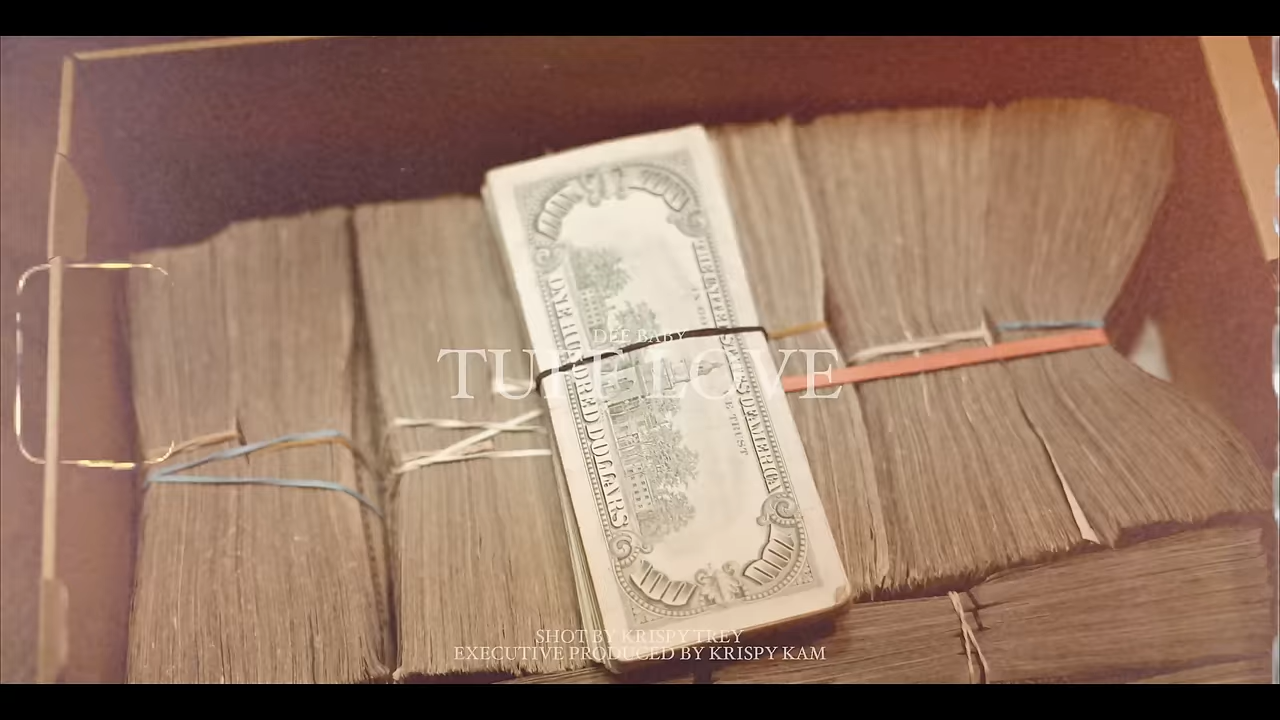 DEE BABY
TUFF LOVE
ONE HUNDRED DOLLARS
SHOT BY KRISPY TREY
EXECUTIVE PRODUCED BY KRISPY KAM